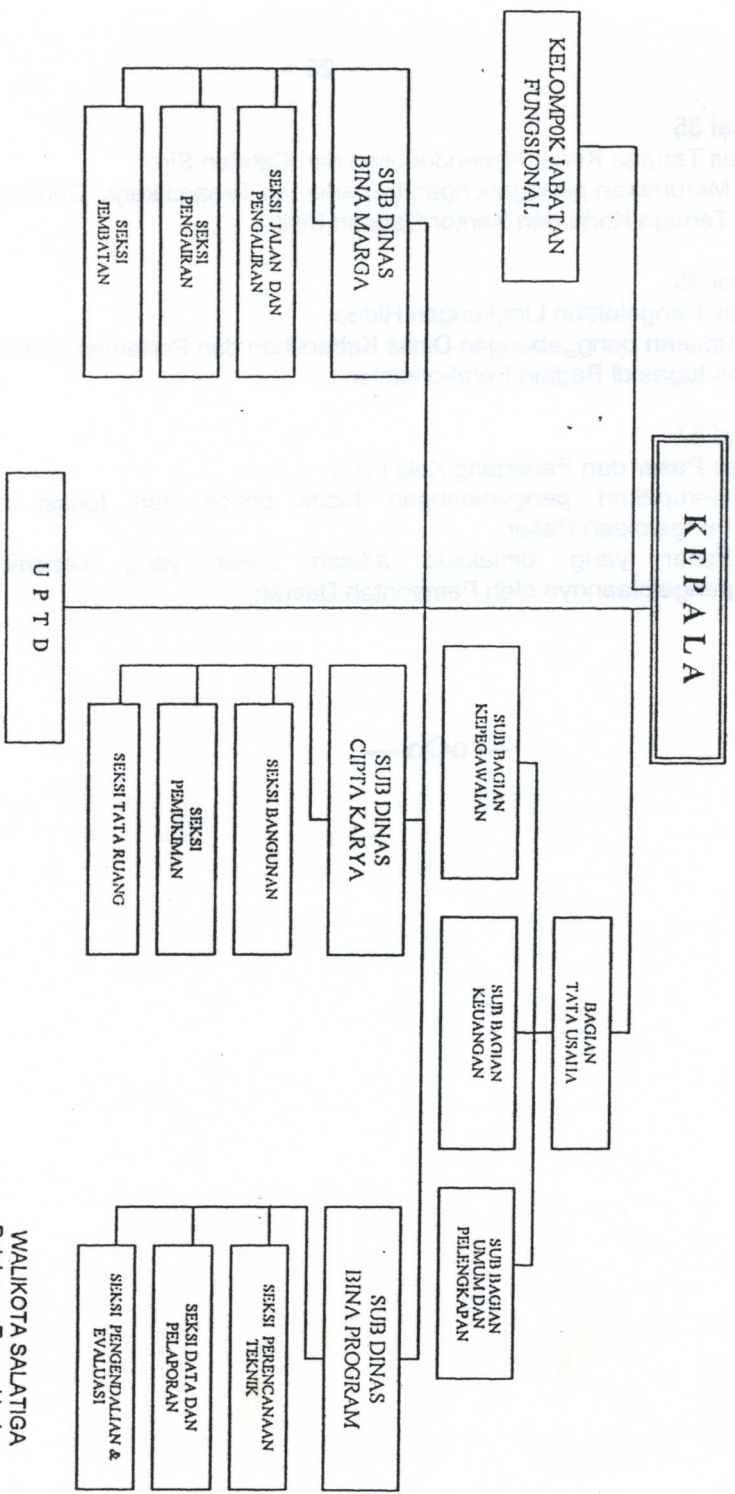 KEPALA
KELOMPOK JABATAN
FUNGSIONAL
BAGIAN
TATA USAHA
SUB BAGIAN
KEPEGAWAIAN
SUB BAGIAN
KEUANGAN
SUB BAGIAN
UMUM DAN
PELENGKAPAN
SUB DINAS
BINA MARGA
SEKSI JALAN DAN
PENGALIRAN
SEKSI
PENGAIRAN
SEKSI
JEMBATAN
SUB DINAS
CIPTA KARYA
SEKSI BANGUNAN
SEKSI
PEMUKIMAN
SEKSI TATA RUANG
SUB DINAS
BINA PROGRAM
SEKSI PERENCANAAN
TEKNIK
SEKSI DATA DAN
PELAPORAN
SEKSI PENGENDALIAN &
EVALUASI
U P T D
WALIKOTA SALATIGA